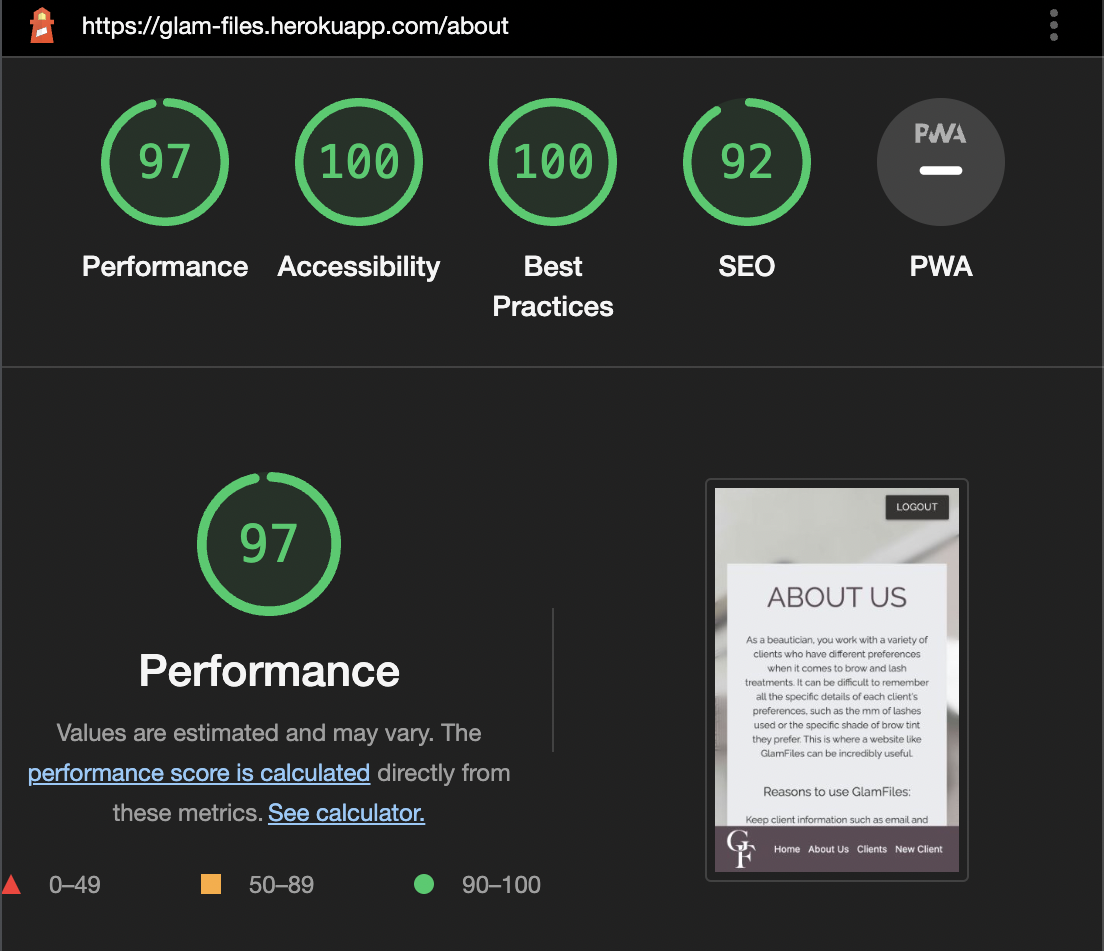 https://glam-files.herokuapp.com/about
97
100
100
92
PWA
Performance
Accessibility
Best
Practices
SEO
PWA
97
Performance
Values are estimated and may vary. The
performance score is calculated directly from
these metrics. See calculator.
0–49
50–89
90–100
LOGOUT
ABOUT US
As a beautician, you work with a variety of
clients who have different preferences
when it comes to brow and lash
treatments. It can be difficult to remember
all the specific details of each client's
preferences, such as the mm of lashes
used or the specific shade of brow tint
they prefer. This is where a website like
GlamFiles can be incredibly useful.
Reasons to use GlamFiles:
Keep client information such as email and
GF
Home About Us Clients New Client